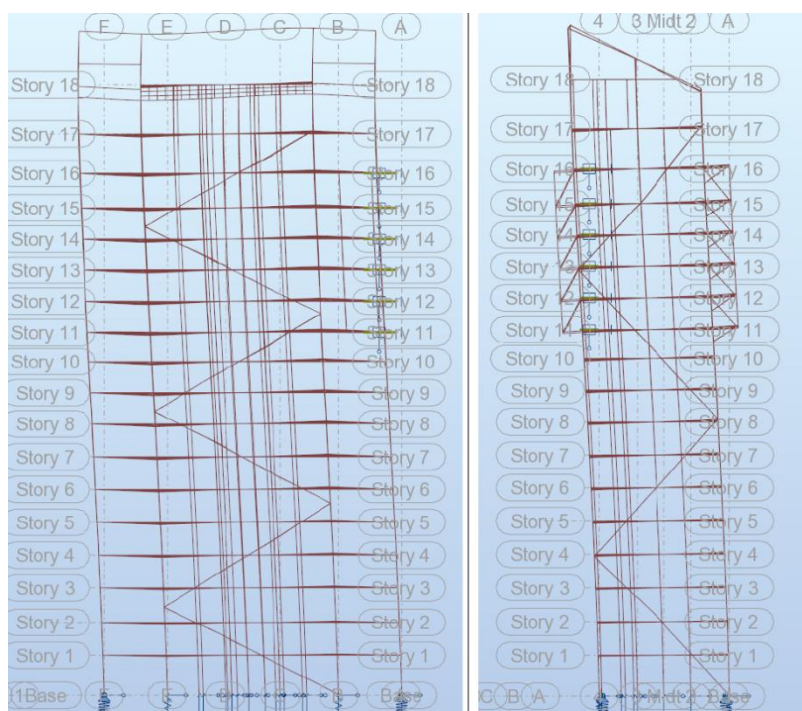 F E D C B A
Story 18 Story 18
Story 17 Story 17
Story 16 Story 16
Story 15 Story 15
Story 14 Story 14
Story 13 Story 13
Story 12 Story 12
Story 11 Story 11
Story 10 Story 10
Story 9 Story 9
Story 8 Story 8
Story 7 Story 7
Story 6 Story 6
Story 5 Story 5
Story 4 Story 4
Story 3 Story 3
Story 2 Story 2
Story 1 Story 1
1Base F E D B Base
4 3 Midt 2 A
Story 18 Story 18
Story 17 Story 17
Story 16 Story 16
Story 15 Story 15
Story 14 Story 14
Story 13 Story 13
Story 12 Story 12
Story 11 Story 11
Story 10 Story 10
Story 9 Story 9
Story 8 Story 8
Story 7 Story 7
Story 6 Story 6
Story 5 Story 5
Story 4 Story 4
Story 3 Story 3
Story 2 Story 2
Story 1 Story 1
C B A 4 3 Midt 2 Base